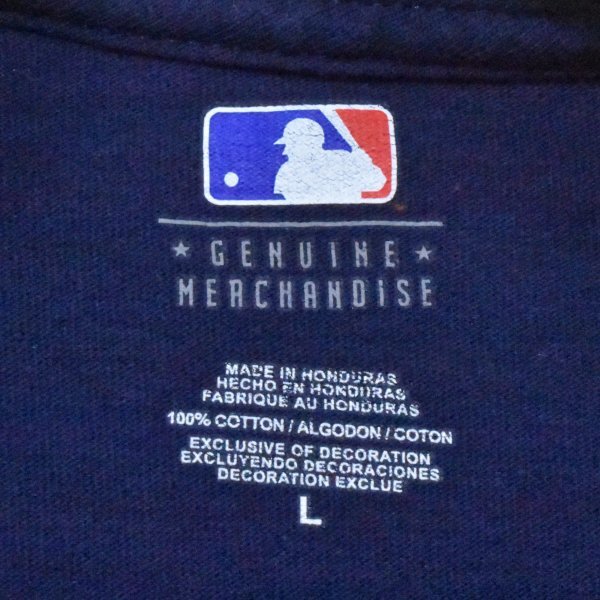 ★ GENUINE ★
MERCHANDISE
MADE IN HONDURAS
HECHO EN HONDURAS
FABRIQUE AU HONDURAS
100% COTTON / ALGODON / COTON
EXCLUSIVE OF DECORATION
EXCLUYENDO DECORACIONES
DECORATION EXCLUE
L